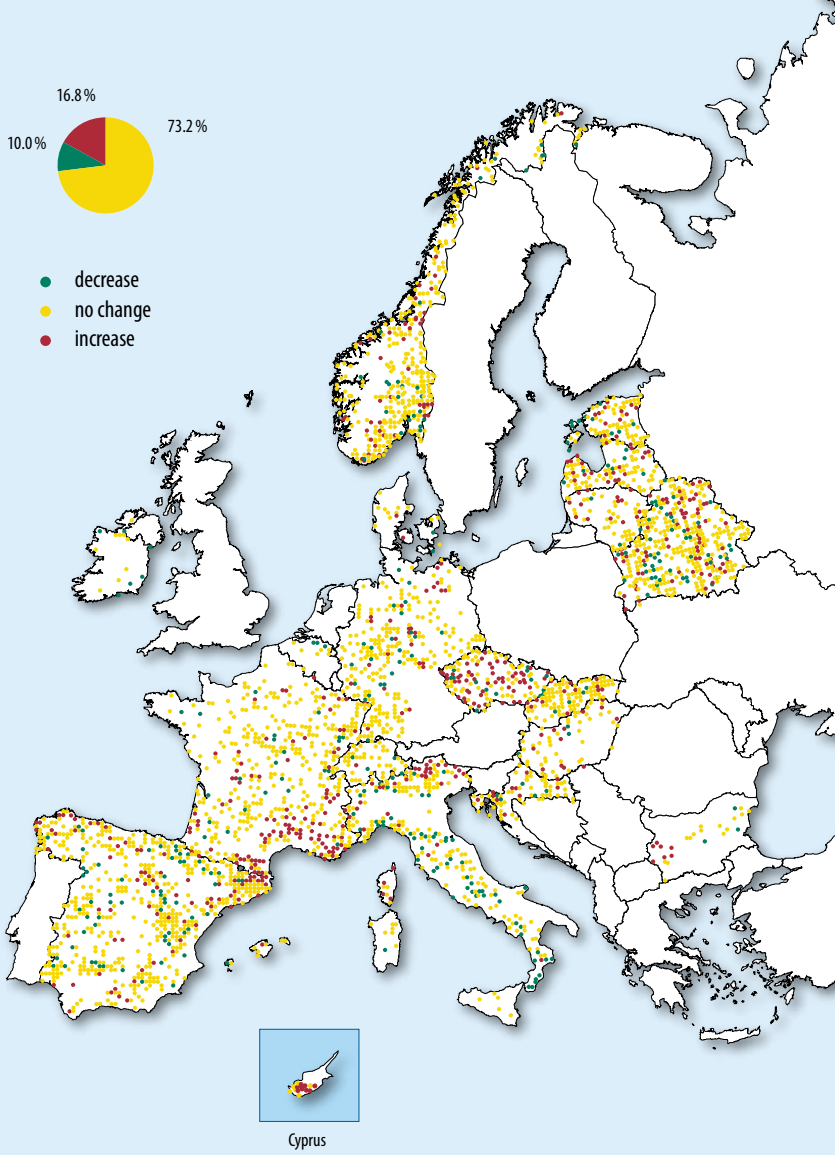 16.8 %
73.2 %
10.0 %
decrease
no change
increase
Cyprus